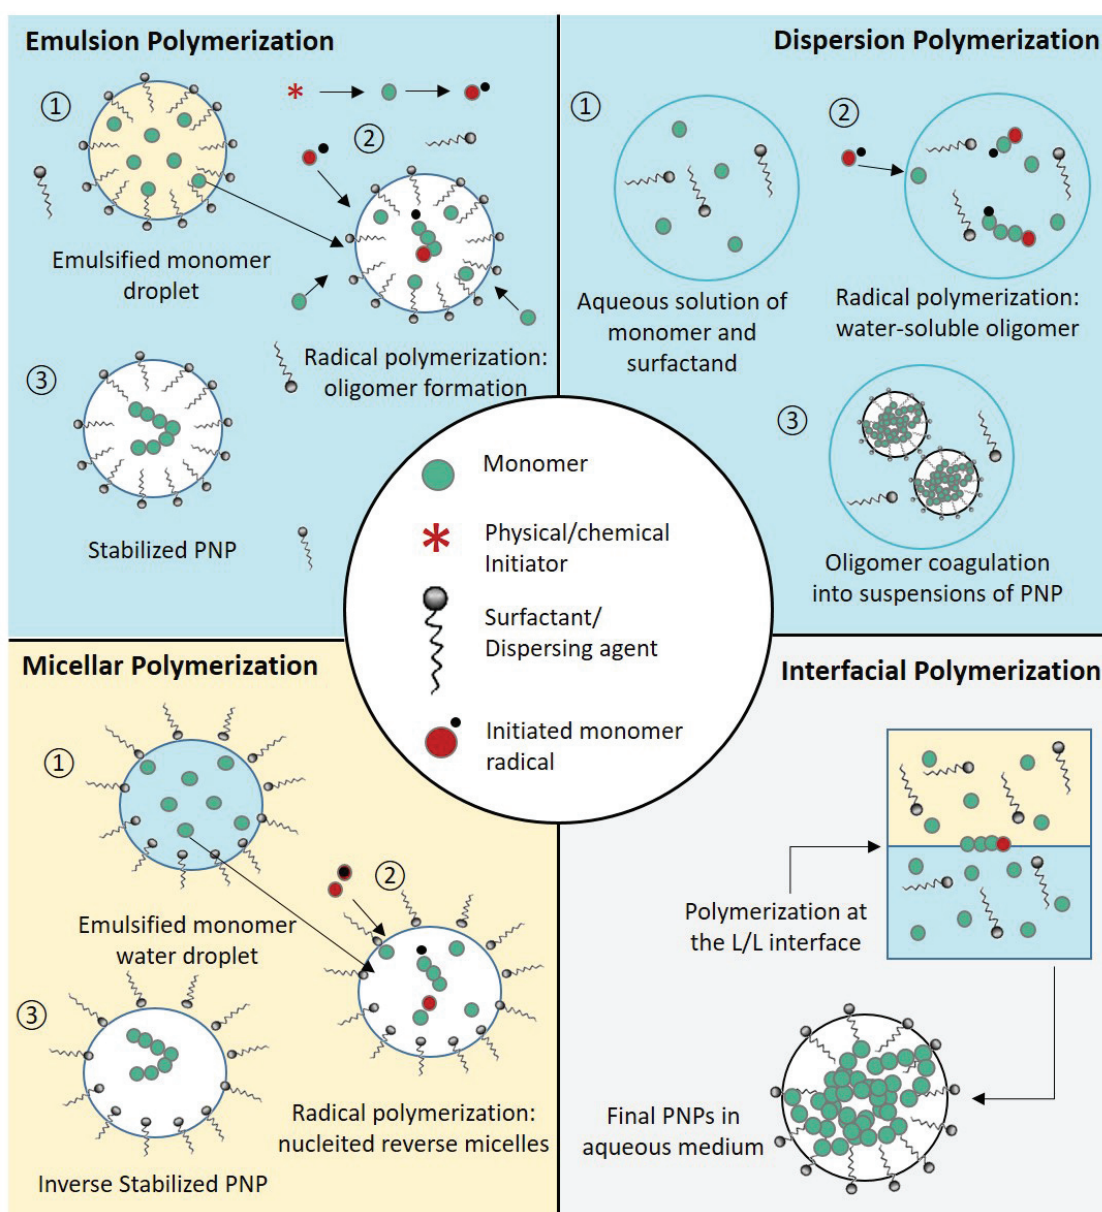 Emulsion Polymerization
①
*
②
Emulsified monomer
droplet
Radical polymerization:
oligomer formation
③
Stabilized PNP
Dispersion Polymerization
①
Aqueous solution of
monomer and
surfactand
②
Radical polymerization:
water-soluble oligomer
③
Oligomer coagulation
into suspensions of PNP
Monomer
*
Physical/chemical
Initiator
Surfactant/
Dispersing agent
Initiated monomer
radical
Micellar Polymerization
①
Emulsified monomer
water droplet
②
Radical polymerization:
nucleited reverse micelles
③
Inverse Stabilized PNP
Interfacial Polymerization
Polymerization at
the L/L interface
Final PNPs in
aqueous medium